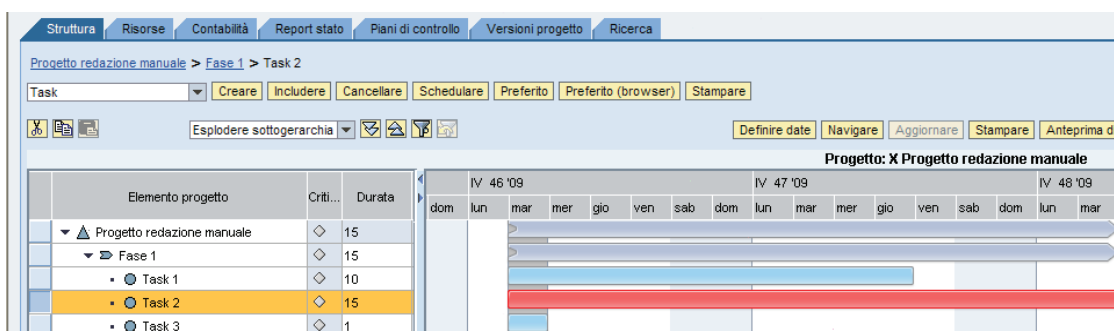 Struttura Risorse Contabilità Report stato Piani di controllo Versioni progetto Ricerca
Progetto redazione manuale > Fase 1 > Task 2
Task Creare Includere Cancellare Schedulare Preferito Preferito (browser) Stampare
Esplodere sottogerarchia Definire date Navigare Aggiornare Stampare Anteprima d
Progetto: X Progetto redazione manuale
Elemento progetto Criti... Durata IV 46 '09 IV 47 '09 IV 48 '09
dom lun mar mer gio ven sab dom lun mar mer gio ven sab dom lun mar
Progetto redazione manuale 15
Fase 1 15
Task 1 10
Task 2 15
Task 3 1